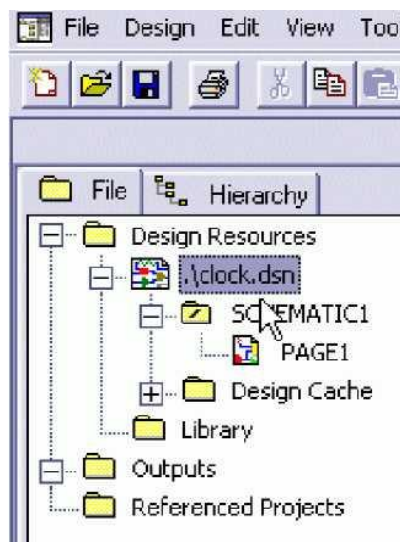 File Design Edit View Too
File Hierarchy
Design Resources
.\clock.dsn
SCHEMATIC1
PAGE1
Design Cache
Library
Outputs
Referenced Projects